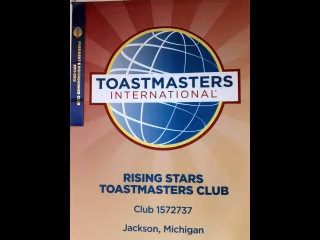 TOASTMASTERS
INTERNATIONAL
RISING STARS
TOASTMASTERS CLUB
Club 1572737
Jackson, Michigan